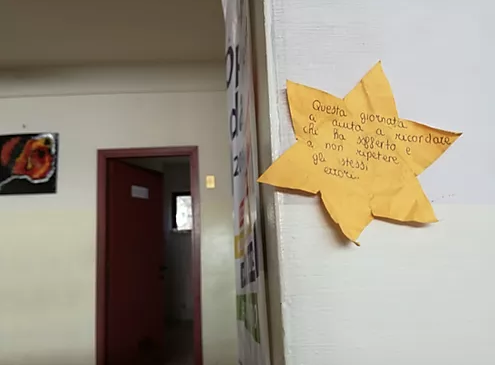 Questa giornata
a aiuta a ricordare
chi ha sofferto e
a non ripetere
gli stessi
errori.